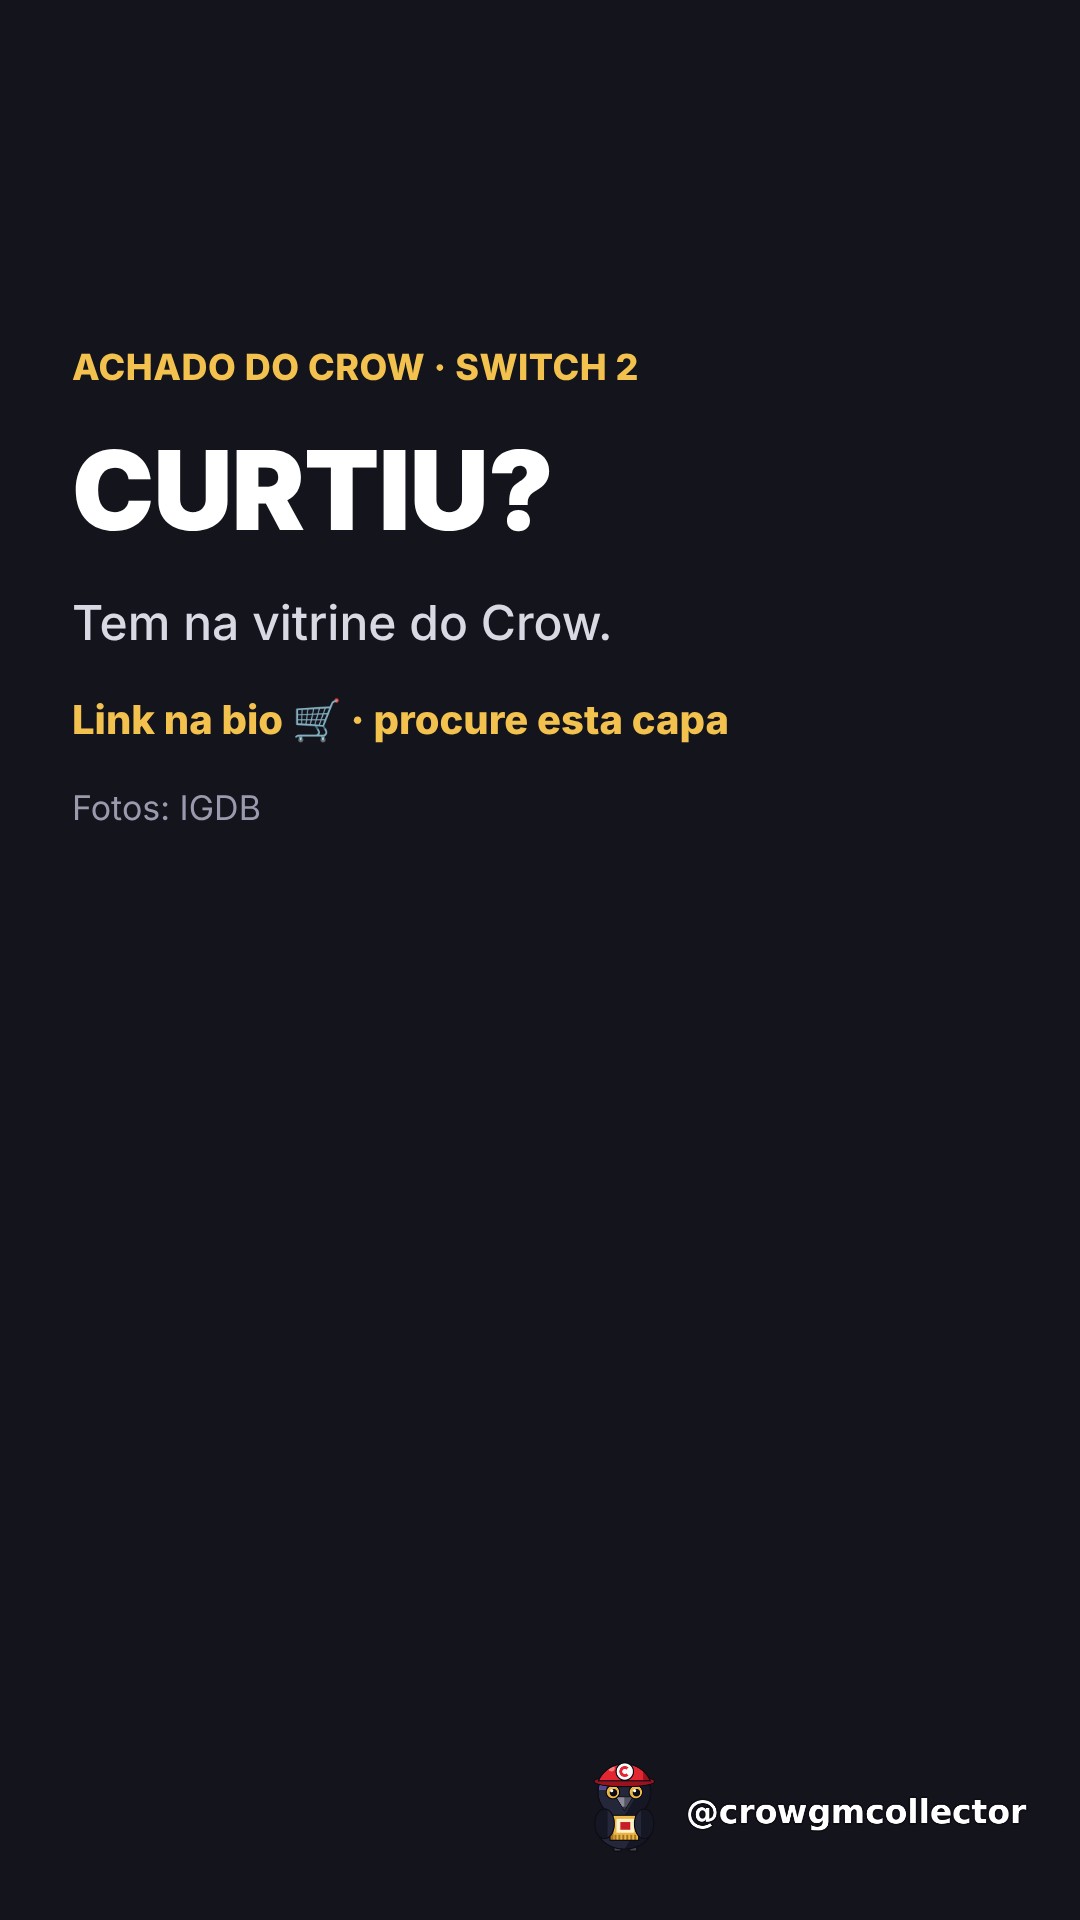 ACHADO DO CROW · SWITCH 2
CURTIU?
Tem na vitrine do Crow.
Link na bio 🛒 · procure esta capa
Fotos: IGDB
C
@crowgmcollector